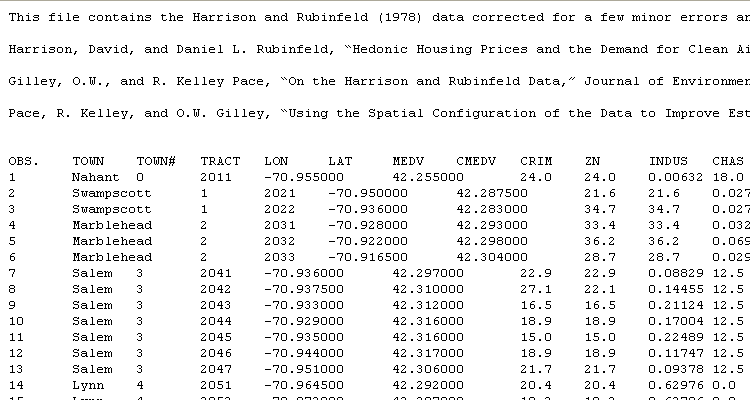 This file contains the Harrison and Rubinfeld (1978) data corrected for a few minor errors an
Harrison, David, and Daniel L. Rubinfeld, “Hedonic Housing Prices and the Demand for Clean Ai
Gilley, O.W., and R. Kelley Pace, “On the Harrison and Rubinfeld Data,” Journal of Environmen
Pace, R. Kelley, and O.W. Gilley, “Using the Spatial Configuration of the Data to Improve Est
OBS. TOWN TOWN# TRACT LON LAT MEDV CMEDV CRIM ZN INDUS CHAS
1 Nahant 0 2011 -70.955000 42.255000 24.0 24.0 0.00632 18.0
2 Swampscott 1 2021 -70.950000 42.287500 21.6 21.6 0.027
3 Swampscott 1 2022 -70.936000 42.283000 34.7 34.7 0.027
4 Marblehead 2 2031 -70.928000 42.293000 33.4 33.4 0.032
5 Marblehead 2 2032 -70.922000 42.298000 36.2 36.2 0.069
6 Marblehead 2 2033 -70.916500 42.304000 28.7 28.7 0.029
7 Salem 3 2041 -70.936000 42.297000 22.9 22.9 0.08829 12.5
8 Salem 3 2042 -70.937500 42.310000 27.1 22.1 0.14455 12.5
9 Salem 3 2043 -70.933000 42.312000 16.5 16.5 0.21124 12.5
10 Salem 3 2044 -70.929000 42.316000 18.9 18.9 0.17004 12.5
11 Salem 3 2045 -70.935000 42.316000 15.0 15.0 0.22489 12.5
12 Salem 3 2046 -70.944000 42.317000 18.9 18.9 0.11747 12.5
13 Salem 3 2047 -70.951000 42.306000 21.7 21.7 0.09378 12.5
14 Lynn 4 2051 -70.964500 42.292000 20.4 20.4 0.62976 0.0